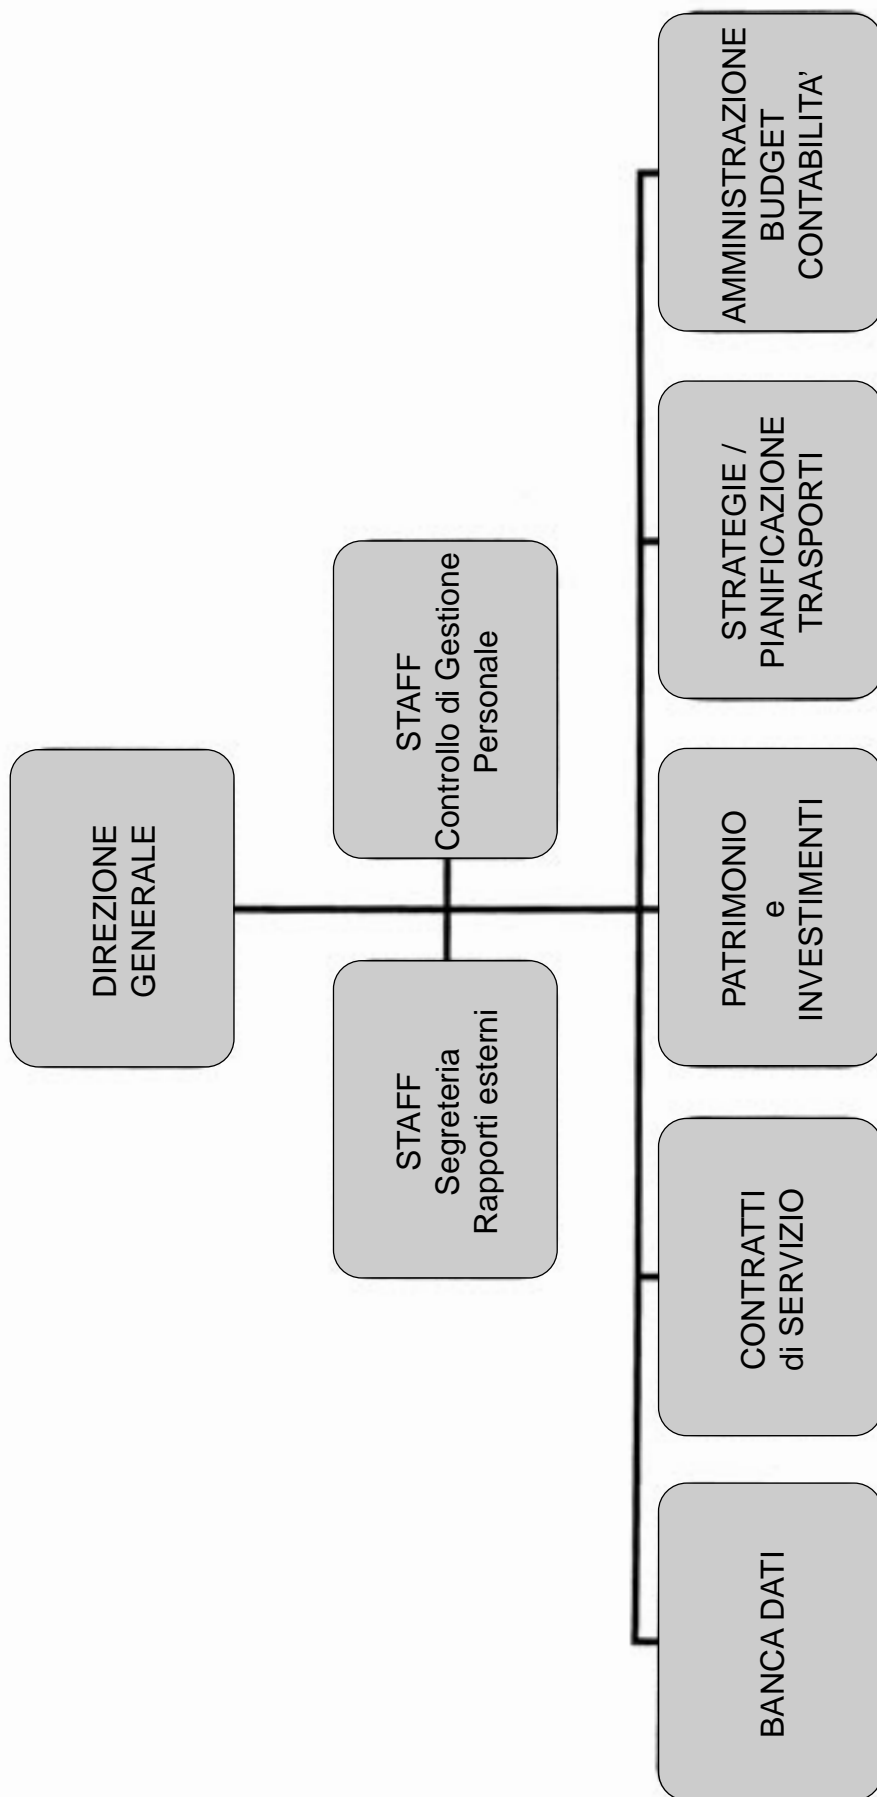 DIREZIONE
GENERALE
STAFF
Segreteria
Rapporti esterni
STAFF
Controllo di Gestione
Personale
BANCA DATI
CONTRATTI
di SERVIZIO
PATRIMONIO
e
INVESTIMENTI
STRATEGIE /
PIANIFICAZIONE
TRASPORTI
AMMINISTRAZIONE
BUDGET
CONTABILITA’